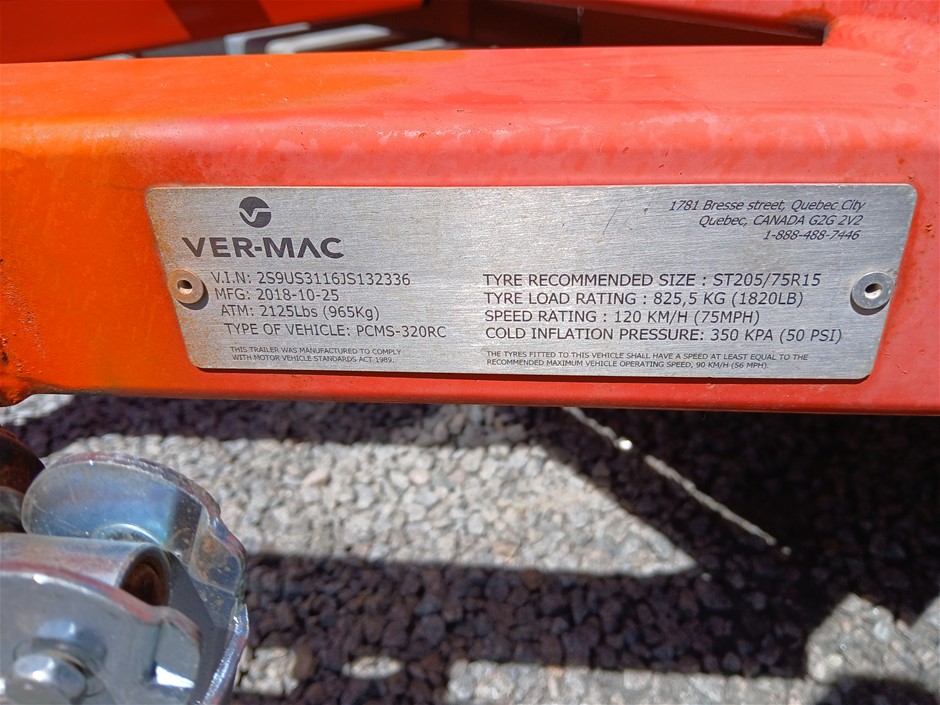 VER-MAC
1781 Bresse street, Quebec City
Quebec, CANADA G2G 2V2
1-888-488-7446
V.I.N: 2S9US3116JS132336
MFG: 2018-10-25
ATM: 2125Lbs (965Kg)
TYPE OF VEHICLE: PCMS-320RC
THIS TRAILER WAS MANUFACTURED TO COMPLY
WITH MOTOR VEHICLE STANDARDS ACT 1989.
TYRE RECOMMENDED SIZE : ST205/75R15
TYRE LOAD RATING : 825,5 KG (1820LB)
SPEED RATING : 120 KM/H (75MPH)
COLD INFLATION PRESSURE: 350 KPA (50 PSI)
THE TYRES FITTED TO THIS VEHICLE SHALL HAVE A SPEED AT LEAST EQUAL TO THE
RECOMMENDED MAXIMUM VEHICLE OPERATING SPEED, 90 KM/H (56 MPH).